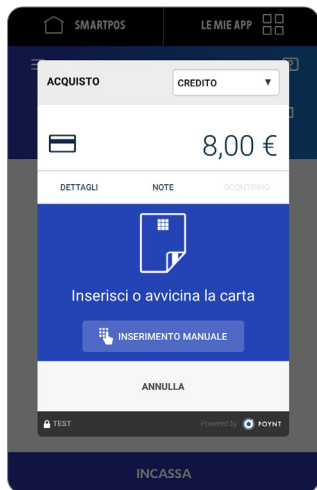 SMARTPOS LE MIE APP
ACQUISTO CREDITO
8,00 €
DETTAGLI NOTE SCONTRINO
Inserisci o avvicina la carta
INSERIMENTO MANUALE
ANNULLA
TEST Powered by POYNT
INCASSA